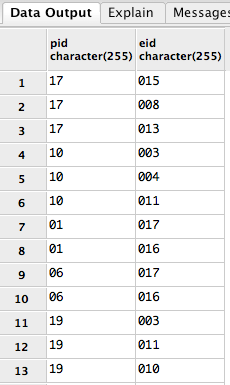 Data Output Explain Messages
pid character(255) eid character(255)
1 17 015
2 17 008
3 17 013
4 10 003
5 10 004
6 10 011
7 01 017
8 01 016
9 06 017
10 06 016
11 19 003
12 19 011
13 19 010